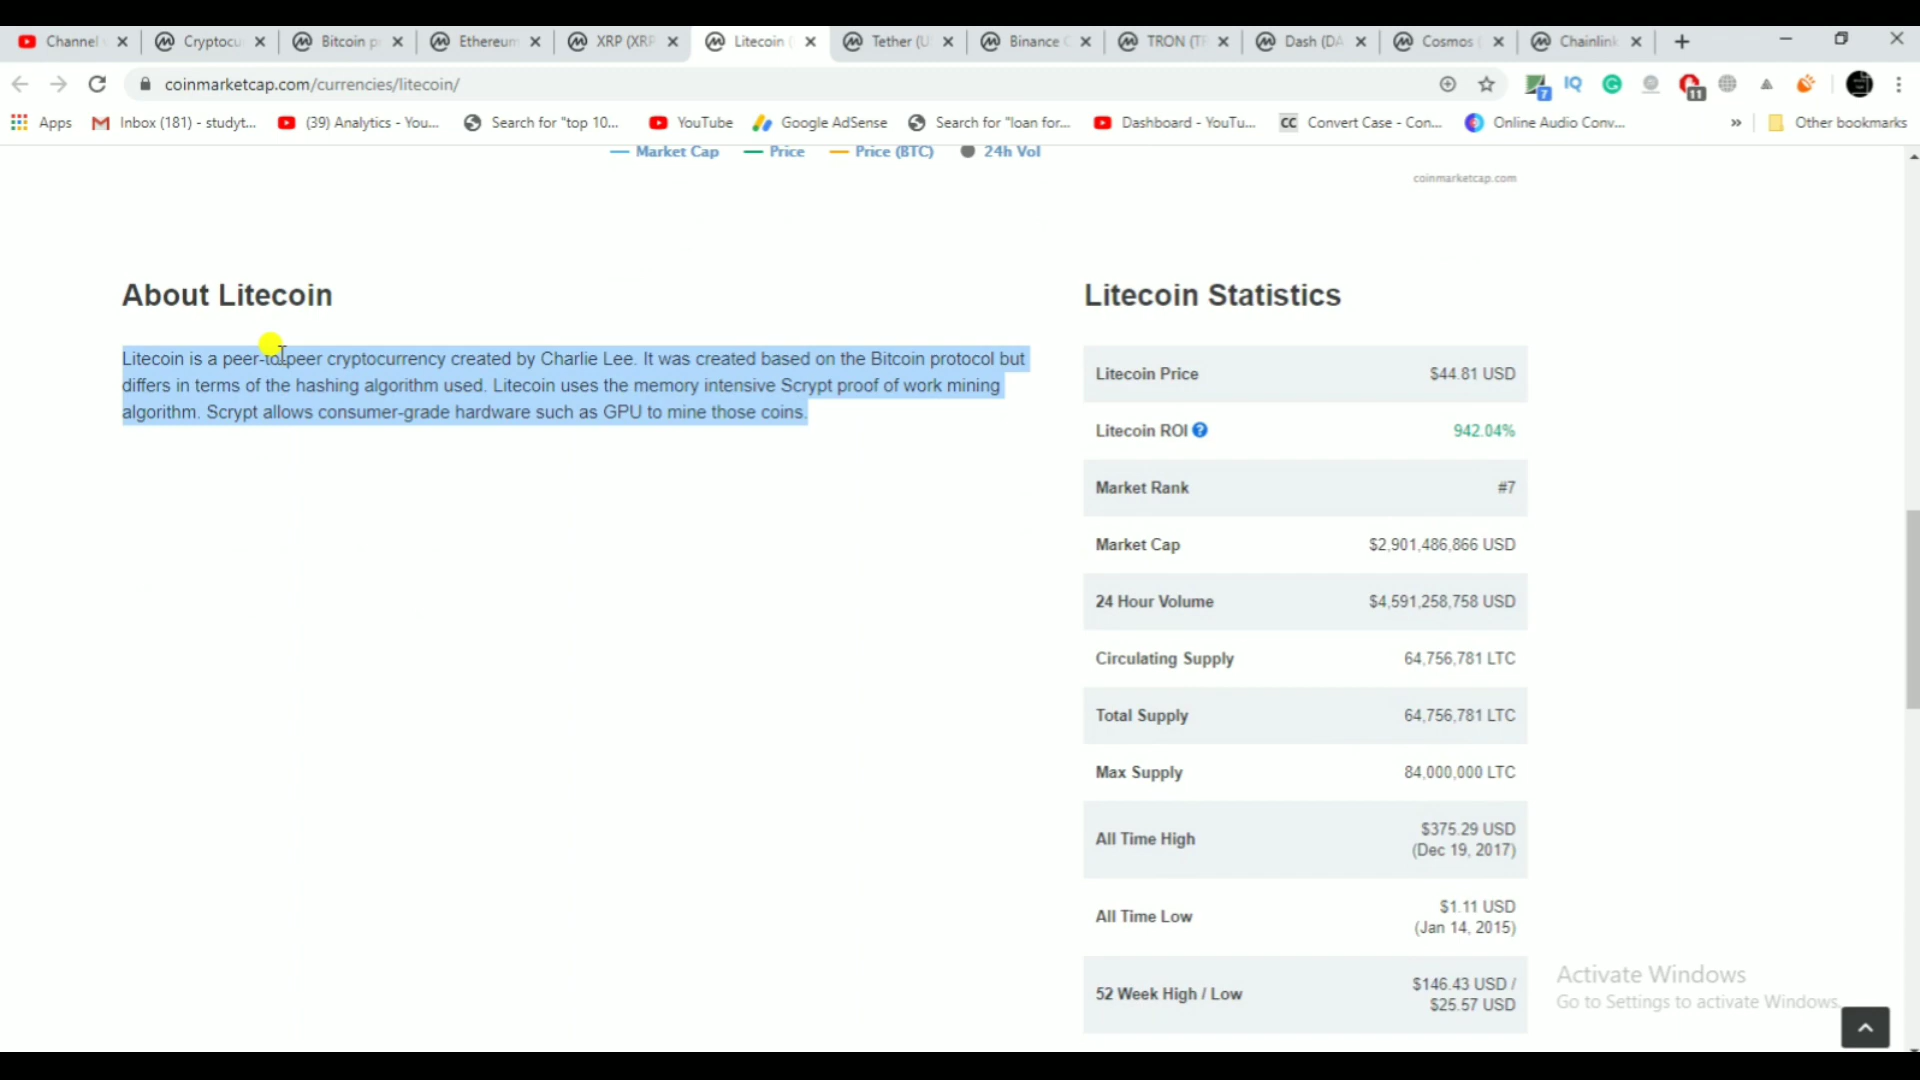 Channel
Cryptocu
Bitcoin p
Ethereum
XRP (XRP
Litecoin (
Tether (U
Binance C
TRON (TR
Dash (DA
Cosmos (
Chainlink
coinmarketcap.com/currencies/litecoin/
7
IQ
11
Apps
Inbox (181) - studyt...
(39) Analytics - You...
Search for "top 10...
YouTube
Google AdSense
Search for "loan for...
Dashboard - YouTu...
CC
Convert Case - Con...
Online Audio Conv...
»
Other bookmarks
Market Cap
Price
Price (BTC)
24h Vol
coinmarketcap.com
About Litecoin
Litecoin is a peer-to-peer cryptocurrency created by Charlie Lee. It was created based on the Bitcoin protocol but
differs in terms of the hashing algorithm used. Litecoin uses the memory intensive Scrypt proof of work mining
algorithm. Scrypt allows consumer-grade hardware such as GPU to mine those coins.
Litecoin Statistics
Litecoin Price $44.81 USD
Litecoin ROI ? 942.04%
Market Rank #7
Market Cap $2,901,486,866 USD
24 Hour Volume $4,591,258,758 USD
Circulating Supply 64,756,781 LTC
Total Supply 64,756,781 LTC
Max Supply 84,000,000 LTC
All Time High $375.29 USD
(Dec 19, 2017)
All Time Low $1.11 USD
(Jan 14, 2015)
52 Week High / Low $146.43 USD /
$25.57 USD
Activate Windows
Go to Settings to activate Windows.